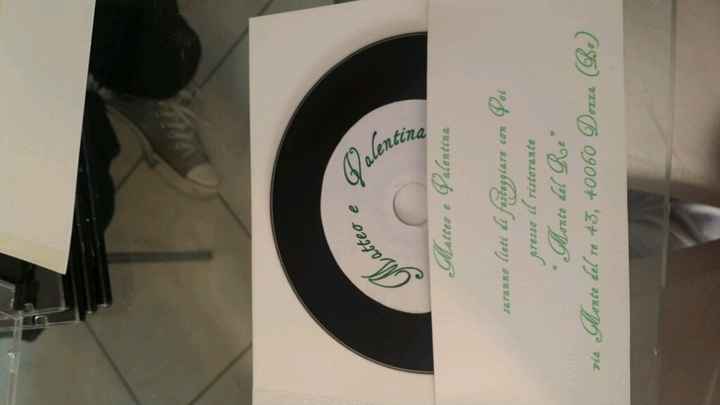 Matteo e Valentina
Matteo e Valentina
saranno lieti di festeggiare con Voi
presso il ristorante
" Monte del Re "
via Monte del re 43, 40060 Dozza (Bo)